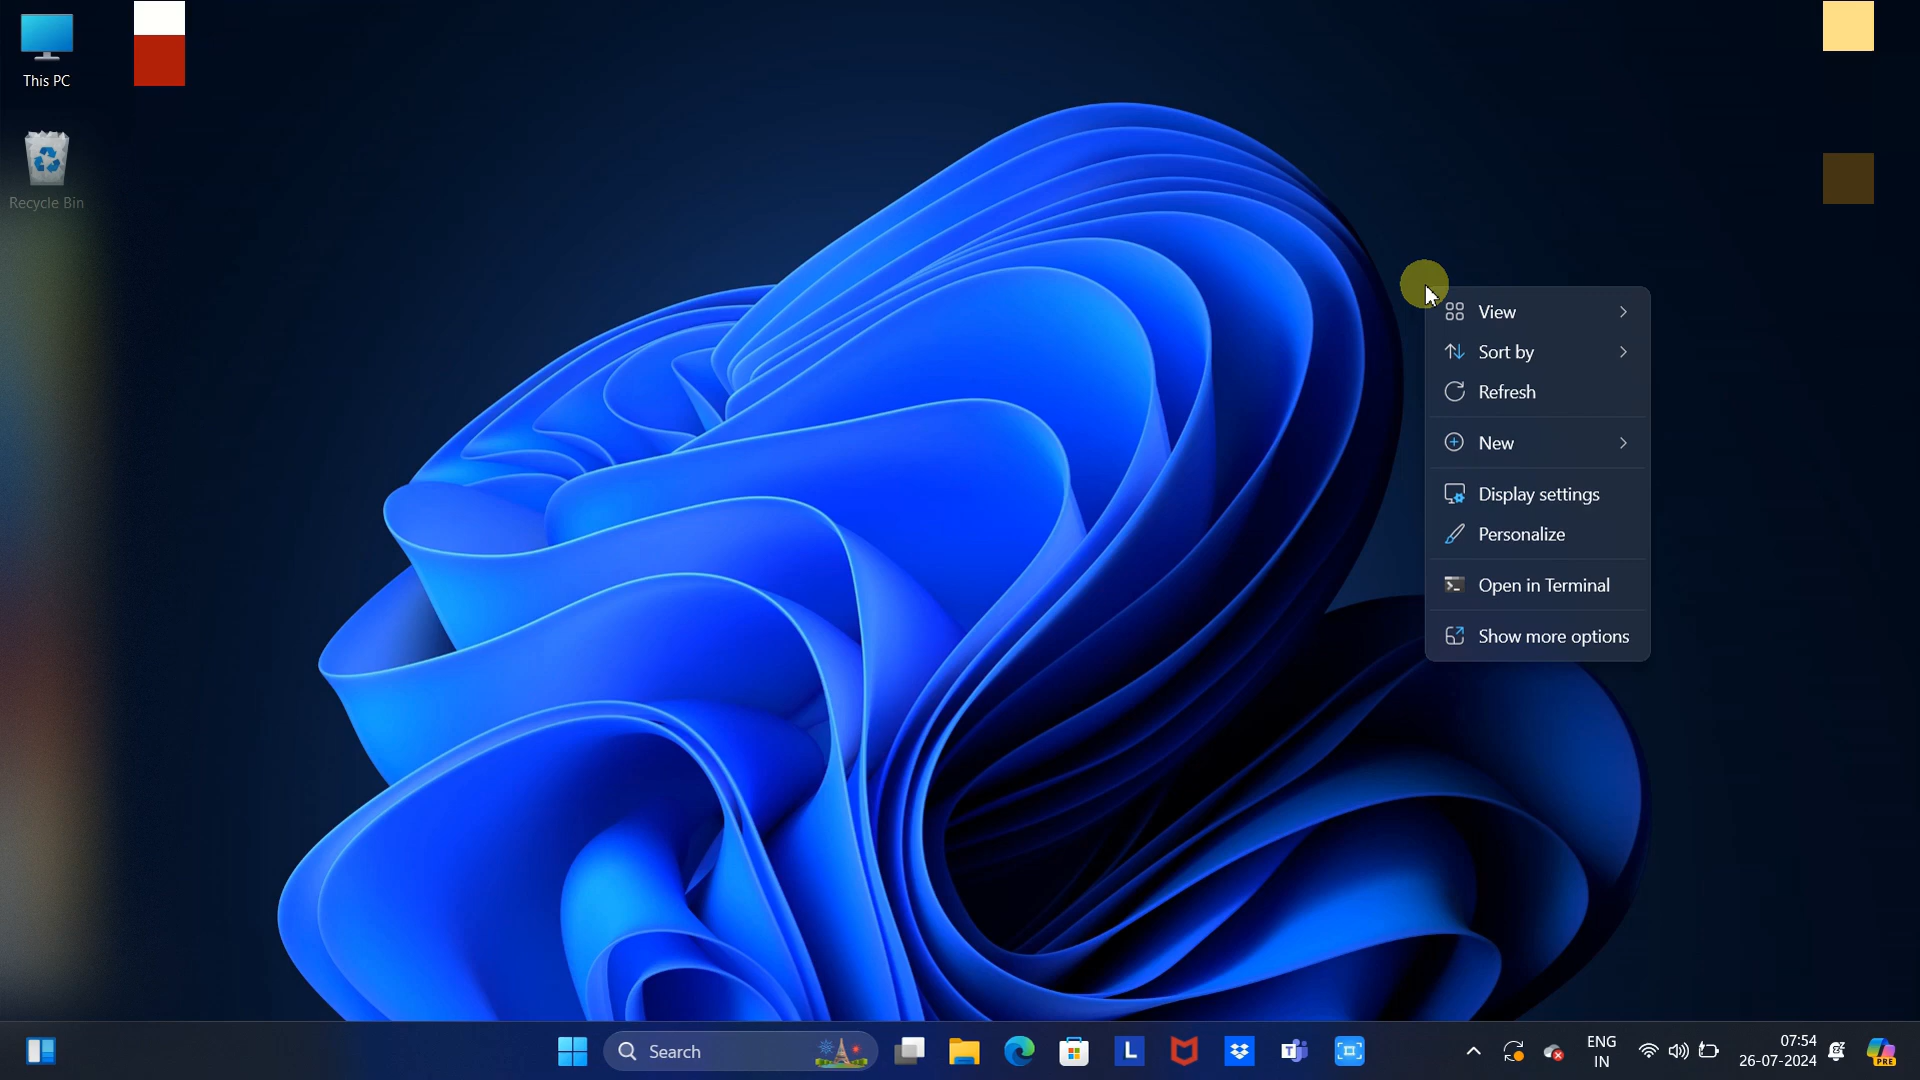 This PC
Recycle Bin
View
Sort by
Refresh
New
Display settings
Personalize
Open in Terminal
Show more options
Search
L
T
ENG
IN
07:54
26-07-2024
PRE